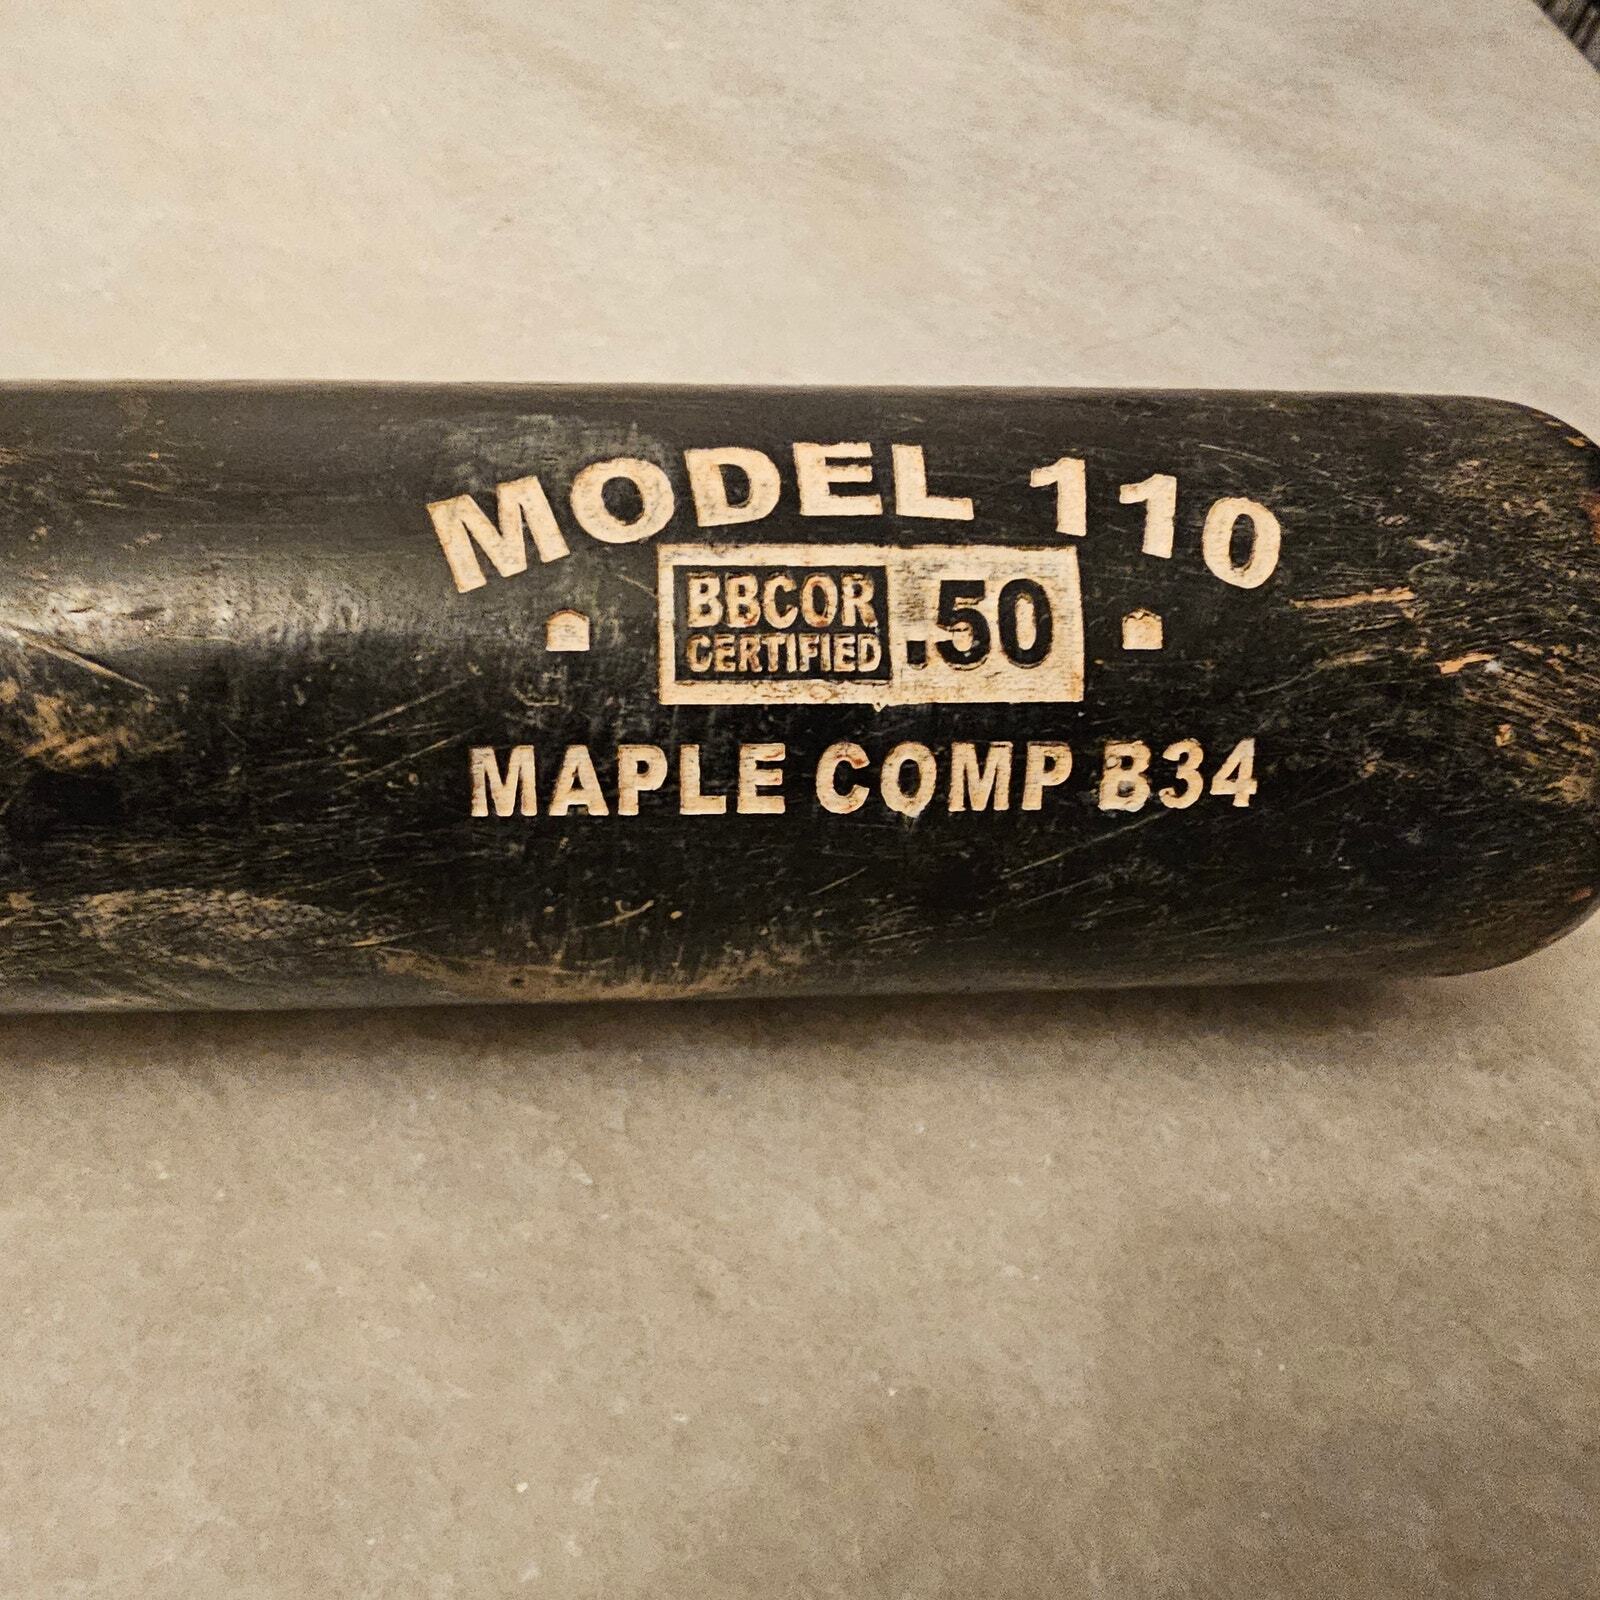 MODEL 110
BBCOR .50
CERTIFIED
MAPLE COMP B34